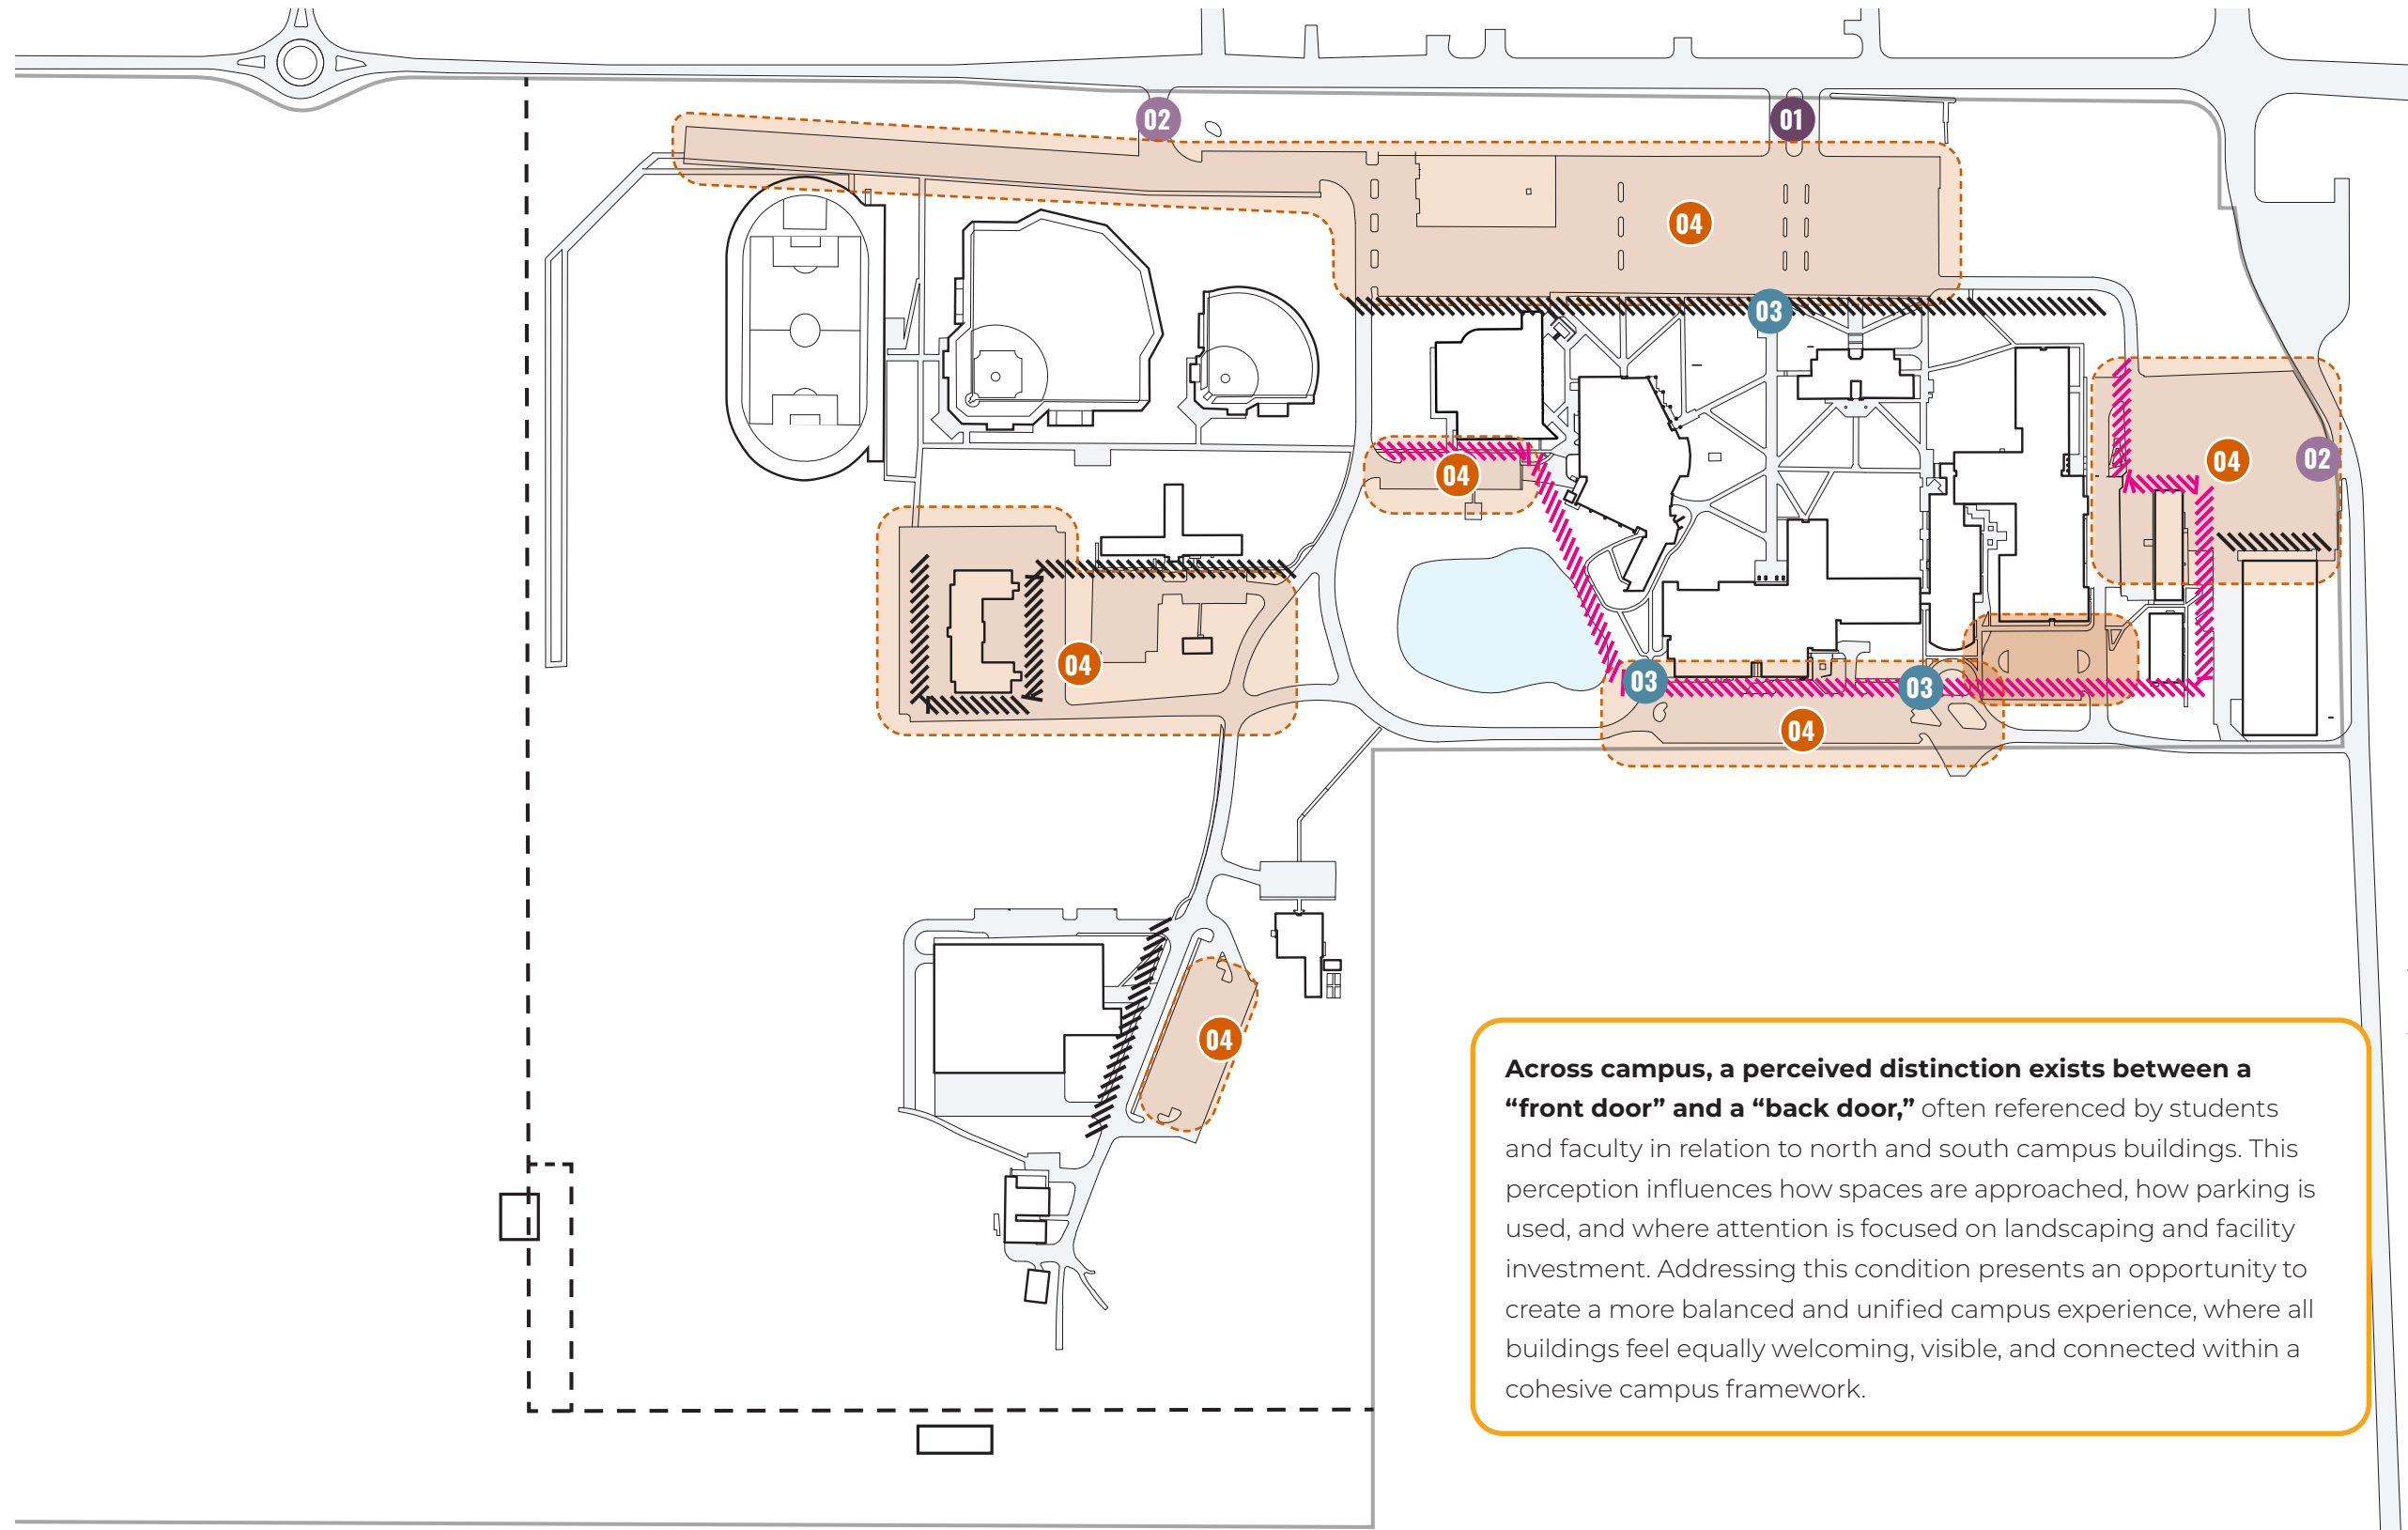 02
01
04
03
04
04
02
04
03
03
04
04
Across campus, a perceived distinction exists between a
“front door” and a “back door,” often referenced by students
and faculty in relation to north and south campus buildings. This
perception influences how spaces are approached, how parking is
used, and where attention is focused on landscaping and facility
investment. Addressing this condition presents an opportunity to
create a more balanced and unified campus experience, where all
buildings feel equally welcoming, visible, and connected within a
cohesive campus framework.